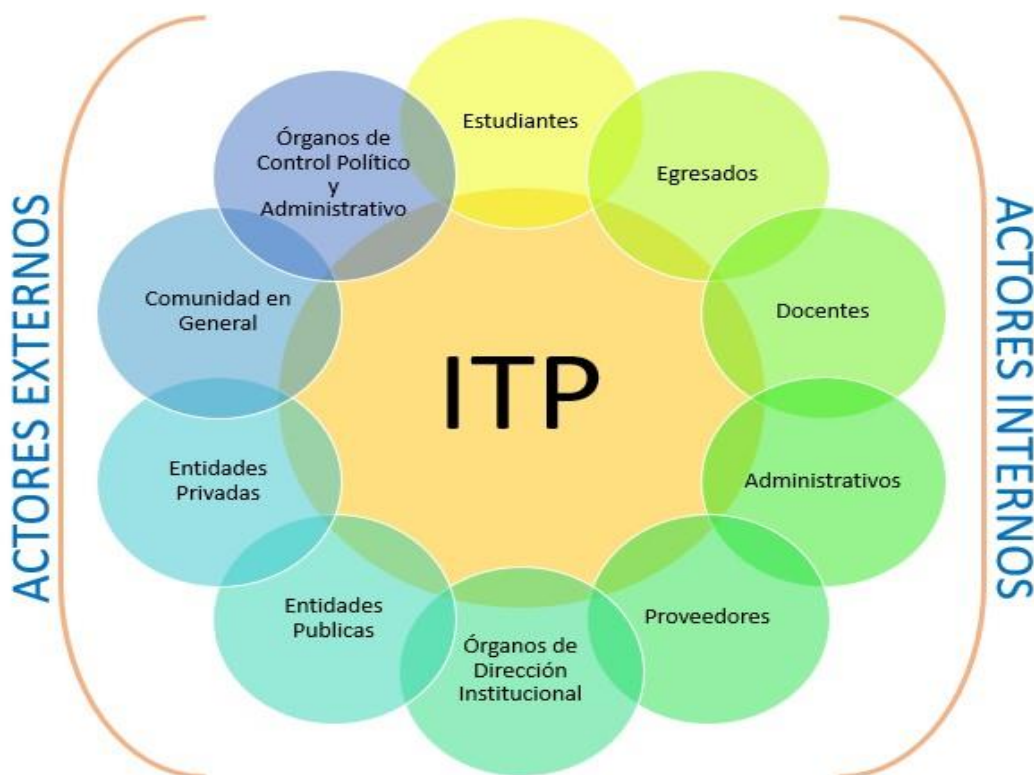 ACTORES EXTERNOS
Estudiantes
Egresados
Docentes
Administrativos
Proveedores
Órganos de
Dirección
Institucional
Entidades
Publicas
Entidades
Privadas
Comunidad en
General
Órganos de
Control Político
y
Administrativo
ITP
ACTORES INTERNOS